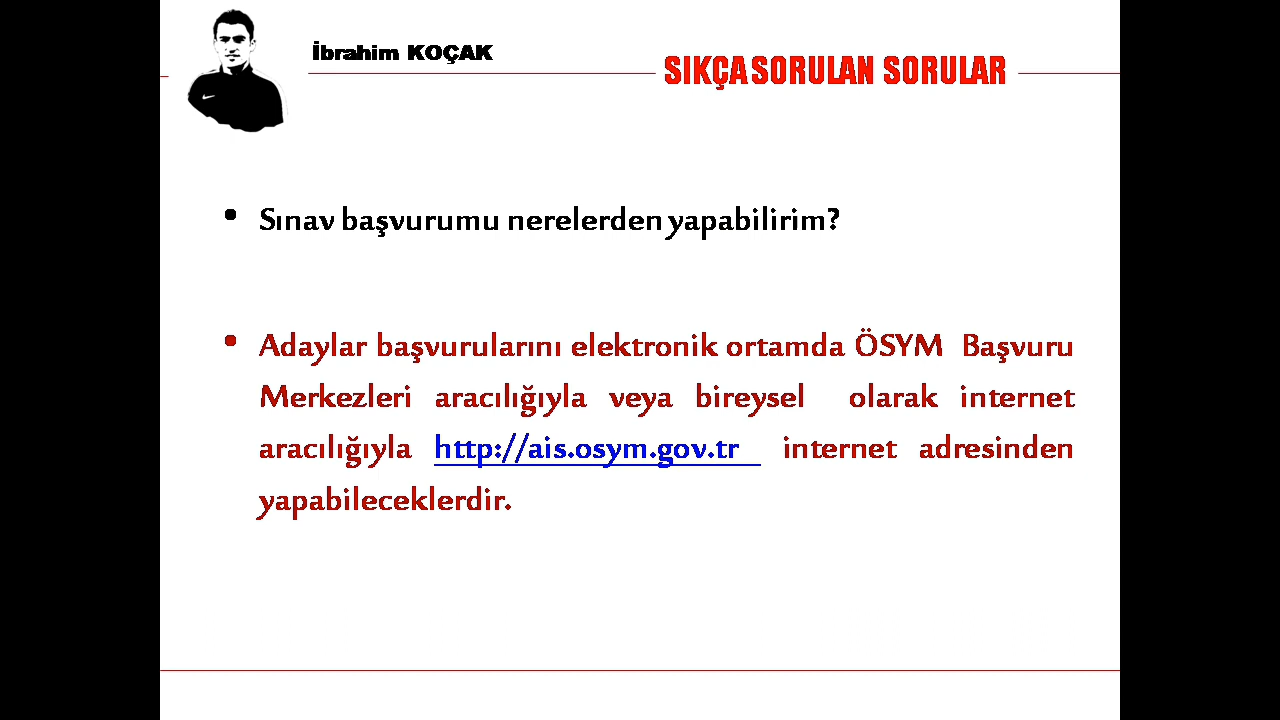 İbrahim KOÇAK
SIKÇA SORULAN SORULAR
• Sınav başvurumu nerelerden yapabilirim?
• Adaylar başvurularını elektronik ortamda ÖSYM Başvuru
Merkezleri aracılığıyla veya bireysel olarak internet
aracılığıyla http://ais.osym.gov.tr internet adresinden
yapabileceklerdir.